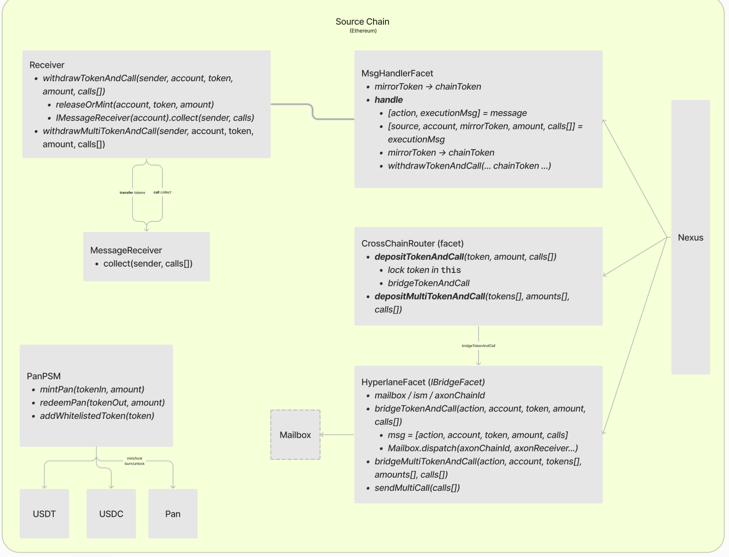 Source Chain
(Ethereum)
Receiver
• withdrawTokenAndCall(sender, account, token,
amount, calls[])
• releaseOrMint(account, token, amount)
• IMessageReceiver(account).collect(sender, calls)
• withdrawMultiTokenAndCall(sender, account, token,
amount, calls[])
transfer tokens
call collect
MessageReceiver
• collect(sender, calls[])
MsgHandlerFacet
• mirrorToken → chainToken
• handle
• [action, executionMsg] = message
• [source, account, mirrorToken, amount, calls[]] =
executionMsg
• mirrorToken → chainToken
• withdrawTokenAndCall(... chainToken ...)
CrossChainRouter (facet)
• depositTokenAndCall(token, amount, calls[])
• lock token in this
• bridgeTokenAndCall
• depositMultiTokenAndCall(tokens[], amounts[],
calls[])
bridgeTokenAndCall
HyperlaneFacet (IBridgeFacet)
• mailbox / ism / axonChainId
• bridgeTokenAndCall(action, account, token, amount,
calls[])
• msg = [action, account, token, amount, calls]
• Mailbox.dispatch(axonChainId, axonReceiver...)
• bridgeMultiTokenAndCall(action, account, tokens[],
amounts[], calls[])
• sendMultiCall(calls[])
Nexus
Mailbox
PanPSM
• mintPan(tokenIn, amount)
• redeemPan(tokenOut, amount)
• addWhitelistedToken(token)
mint/lock
burn/unlock
USDT
USDC
Pan